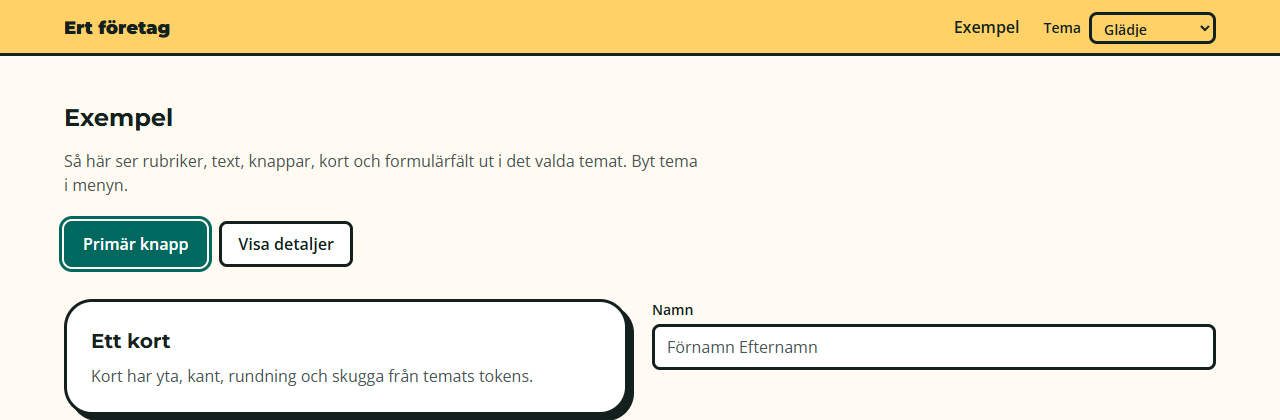 Ert företag
Exempel
Tema
Glädje
Exempel
Så här ser rubriker, text, knappar, kort och formulärfält ut i det valda temat. Byt tema
i menyn.
Primär knapp
Visa detaljer
Ett kort
Kort har yta, kant, rundning och skugga från temats tokens.
Namn
Förnamn Efternamn